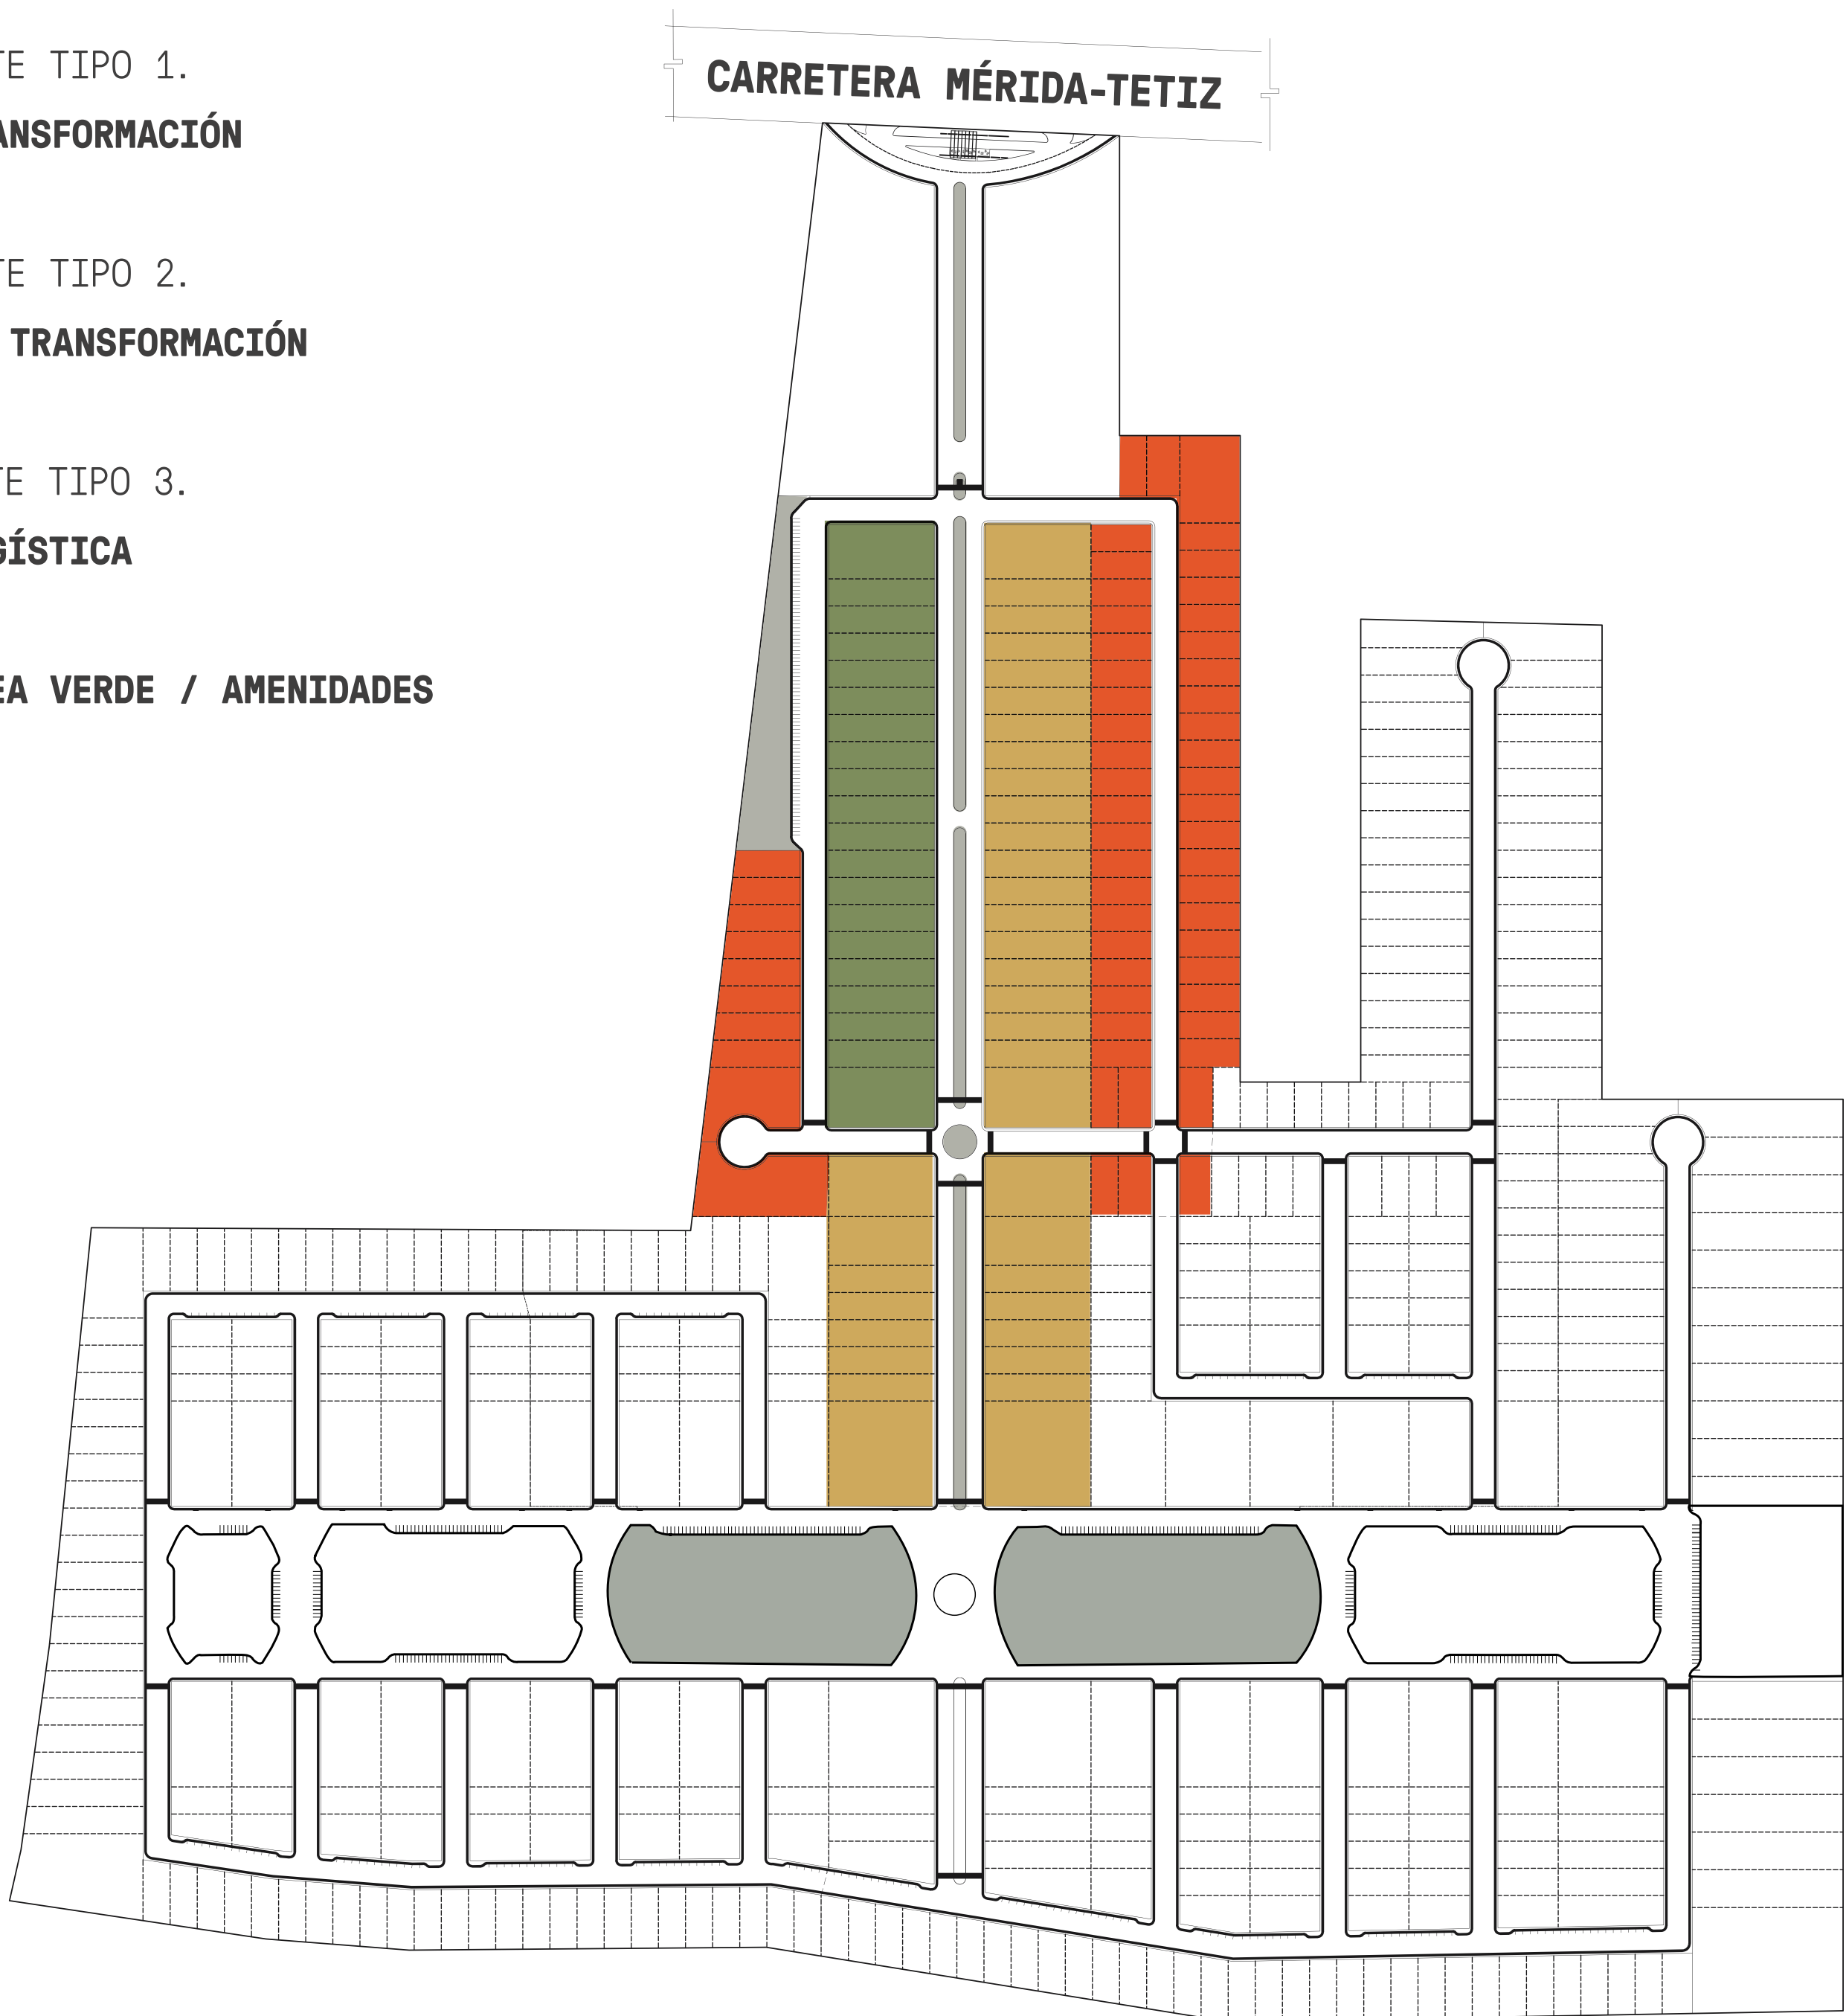 TE TIPO 1.
ANSFORMACIÓN
TE TIPO 2.
TRANSFORMACIÓN
TE TIPO 3.
GÍSTICA
EA VERDE / AMENIDADES
CARRETERA MÉRIDA-TETIZ